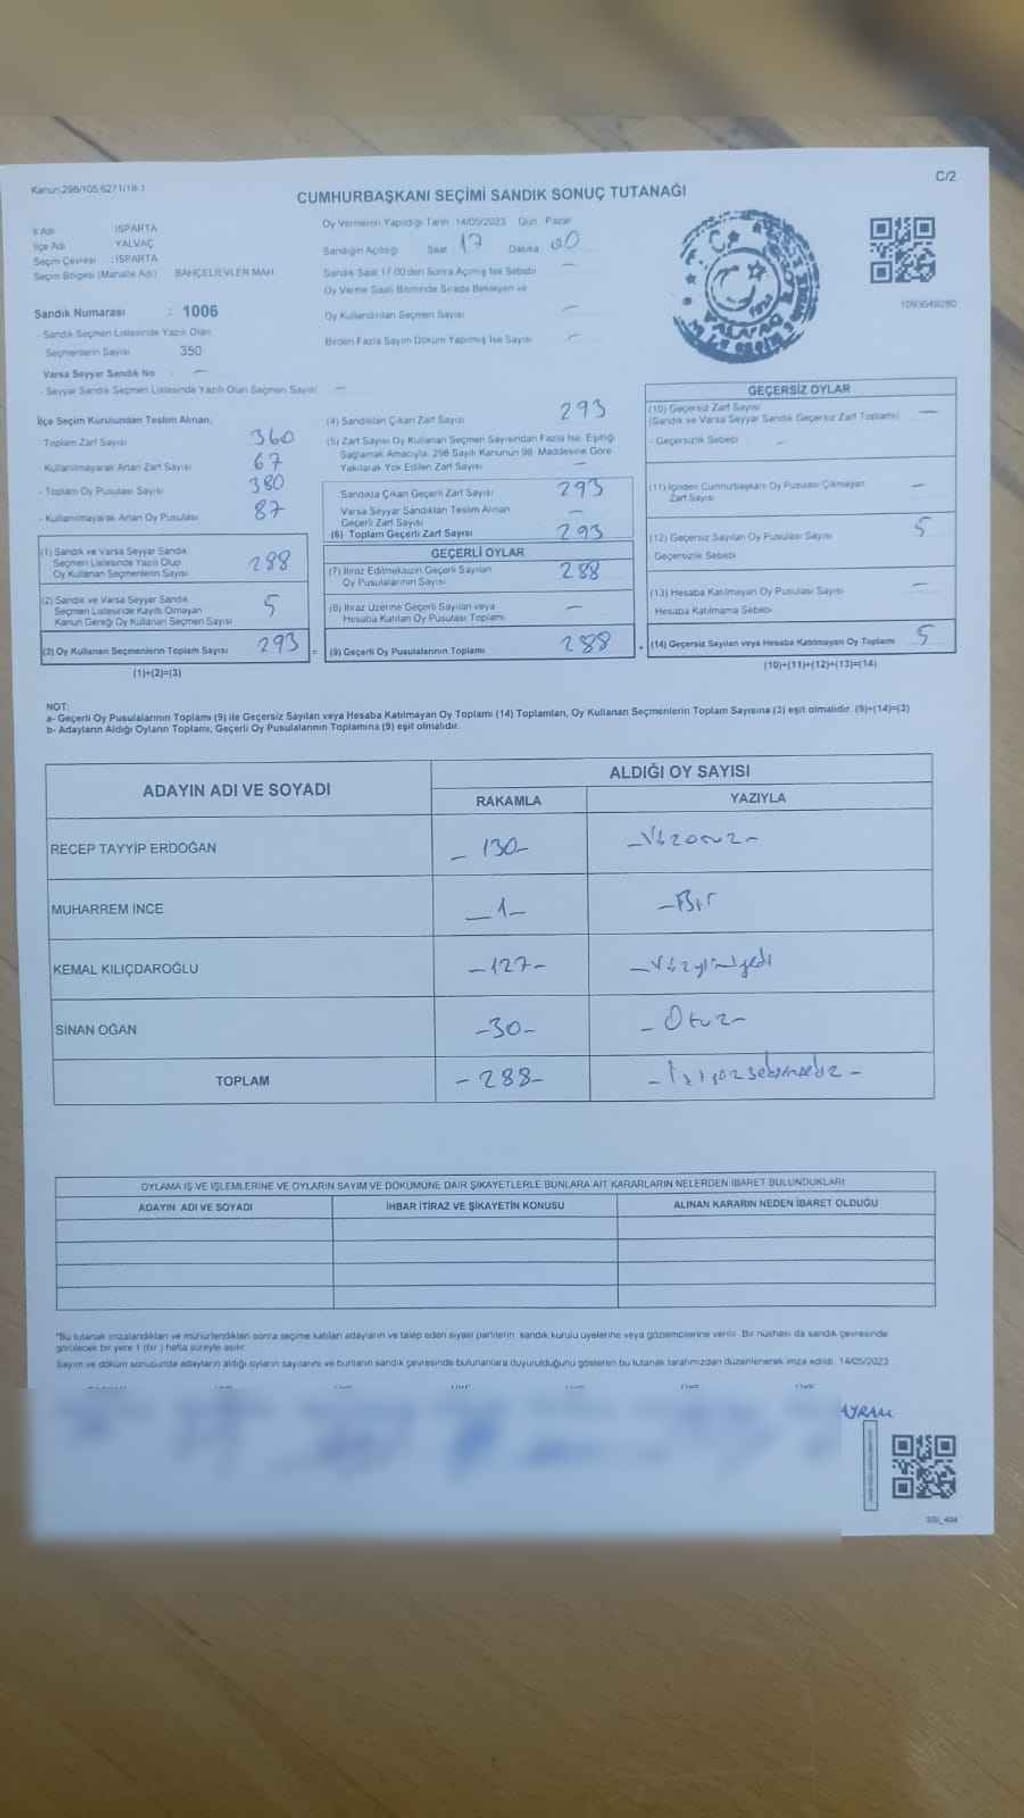 Kanun:298/105,6271/18-1
C/2
CUMHURBAŞKANI SEÇİMİ SANDIK SONUÇ TUTANAĞI
İl Adı : ISPARTA
İlçe Adı YALVAÇ
Seçim Çevresi : ISPARTA
Seçim Bölgesi (Mahalle Adı) BAHÇELİEVLER MAH.
Sandık Numarası : 1006
- Sandık Seçmen Listesinde Yazılı Olan
Seçmenlerin Sayısı 350
Varsa Seyyar Sandık No —
- Seyyar Sandık Seçmen Listesinde Yazılı Olan Seçmen Sayısı —
Oy Vermenin Yapıldığı Tarih 14/05/2023 Gün Pazar
Sandığın Açıldığı Saat 17 Dakika 00
Sandık Saat 17.00'den Sonra Açılmış İse Sebebi —
Oy Verme Saati Bitiminde Sırada Bekleyen ve
Oy Kullandırılan Seçmen Sayısı —
Birden Fazla Sayım Döküm Yapılmış İse Sayısı —
İlçe Seçim Kurulundan Teslim Alınan,
Toplam Zarf Sayısı 360
- Kullanılmayarak Artan Zarf Sayısı 67
- Toplam Oy Pusulası Sayısı 380
- Kullanılmayarak Artan Oy Pusulası 87
(1) Sandık ve Varsa Seyyar Sandık
Seçmen Listesinde Yazılı Olup
Oy Kullanan Seçmenlerin Sayısı 288
(2) Sandık ve Varsa Seyyar Sandık
Seçmen Listesinde Kayıtlı Olmayan
Kanun Gereği Oy Kullanan Seçmen Sayısı 5
(3) Oy Kullanan Seçmenlerin Toplam Sayısı 293
(1)+(2)=(3)
(4) Sandıktan Çıkan Zarf Sayısı 293
(5) Zarf Sayısı Oy Kullanan Seçmen Sayısından Fazla İse, Eşitliği
Sağlamak Amacıyla, 298 Sayılı Kanunun 98. Maddesine Göre
Yakılarak Yok Edilen Zarf Sayısı —
Sandıkta Çıkan Geçerli Zarf Sayısı 293
Varsa Seyyar Sandıktan Teslim Alınan
Geçerli Zarf Sayısı —
(6) Toplam Geçerli Zarf Sayısı 293
GEÇERLİ OYLAR
(7) İtiraz Edilmeksizin Geçerli Sayılan
Oy Pusulalarının Sayısı 288
(8) İtiraz Üzerine Geçerli Sayılan veya
Hesaba Katılan Oy Pusulası Toplamı —
= (9) Geçerli Oy Pusulalarının Toplamı 288
GEÇERSİZ OYLAR
(10) Geçersiz Zarf Sayısı
(Sandık ve Varsa Seyyar Sandık Geçersiz Zarf Toplamı) —
- Geçersizlik Sebebi —
(11) İçinden Cumhurbaşkanı Oy Pusulası Çıkmayan
Zarf Sayısı —
(12) Geçersiz Sayılan Oy Pusulası Sayısı 5
Geçersizlik Sebebi
(13) Hesaba Katılmayan Oy Pusulası Sayısı —
Hesaba Katılmama Sebebi
+ (14) Geçersiz Sayılan veya Hesaba Katılmayan Oy Toplamı 5
(10)+(11)+(12)+(13)=(14)
NOT:
a- Geçerli Oy Pusulalarının Toplamı (9) ile Geçersiz Sayılan veya Hesaba Katılmayan Oy Toplamı (14) Toplamları, Oy Kullanan Seçmenlerin Toplam Sayısına (3) eşit olmalıdır. (9)+(14)=(3)
b- Adayların Aldığı Oyların Toplamı, Geçerli Oy Pusulalarının Toplamına (9) eşit olmalıdır.
ADAYIN ADI VE SOYADI
ALDIĞI OY SAYISI
RAKAMLA YAZIYLA
RECEP TAYYİP ERDOĞAN – 130 – – Yüzotuz –
MUHARREM İNCE – 1 – – Bir
KEMAL KILIÇDAROĞLU – 127 – – Yüzyirmiyedi
SİNAN OĞAN – 30 – – Otuz –
TOPLAM – 288 – – İkiyüzseksensekiz –
OYLAMA İŞ VE İŞLEMLERİNE VE OYLARIN SAYIM VE DÖKÜMÜNE DAİR ŞİKAYETLERLE BUNLARA AİT KARARLARIN NELERDEN İBARET BULUNDUKLARI
ADAYIN ADI VE SOYADI İHBAR İTİRAZ VE ŞİKAYETİN KONUSU ALINAN KARARIN NEDEN İBARET OLDUĞU
"Bu tutanak imzalandıktan ve mühürlendikten sonra seçime katılan adayların ve talep eden siyasi partilerin sandık kurulu üyelerine veya gözlemcilerine verilir. Bir nüshası da sandık çevresinde
görülecek bir yere 1 (bir) hafta süreyle asılır.
Sayım ve döküm sonucunda adayların aldığı oyların sayılarını ve bunların sandık çevresinde bulunanlara duyurulduğunu gösteren bu tutanak tarafımızdan düzenlenerek imza edildi. 14/05/2023